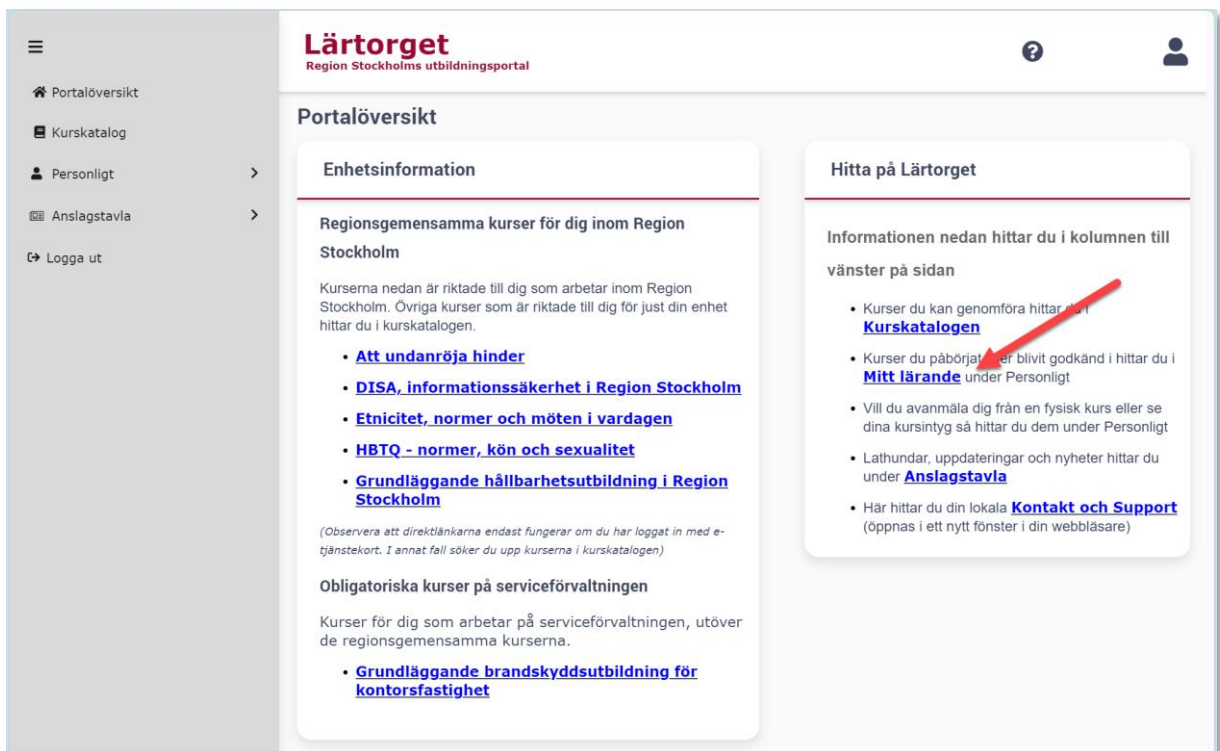 Lärtorget
Region Stockholms utbildningsportal
Portalöversikt
Kurskatalog
Personligt
Anslagstavla
Logga ut
Portalöversikt
Enhetsinformation
Regionsgemensamma kurser för dig inom Region
Stockholm
Kurserna nedan är riktade till dig som arbetar inom Region
Stockholm. Övriga kurser som är riktade till dig för just din enhet
hittar du i kurskatalogen.
• Att undanröja hinder
• DISA, informationssäkerhet i Region Stockholm
• Etnicitet, normer och möten i vardagen
• HBTQ - normer, kön och sexualitet
• Grundläggande hållbarhetsutbildning i Region
Stockholm
(Observera att direktlänkarna endast fungerar om du har loggat in med e-
tjänstekort. I annat fall söker du upp kurserna i kurskatalogen)
Obligatoriska kurser på serviceförvaltningen
Kurser för dig som arbetar på serviceförvaltningen, utöver
de regionsgemensamma kurserna.
• Grundläggande brandskyddsutbildning för
kontorsfastighet
Hitta på Lärtorget
Informationen nedan hittar du i kolumnen till
vänster på sidan
• Kurser du kan genomföra hittar du i
Kurskatalogen
• Kurser du påbörjat blivit godkänd i hittar du i
Mitt lärande under Personligt
• Vill du avanmäla dig från en fysisk kurs eller se
dina kursintyg så hittar du dem under Personligt
• Lathundar, uppdateringar och nyheter hittar du
under Anslagstavla
• Här hittar du din lokala Kontakt och Support
(öppnas i ett nytt fönster i din webbläsare)